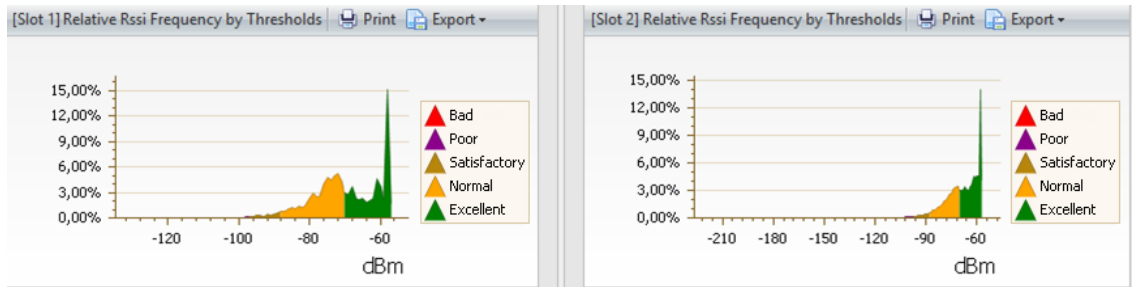 [Slot 1] Relative Rssi Frequency by Thresholds Print Export
15,00%
12,00%
9,00%
6,00%
3,00%
0,00%
-120 -100 -80 -60
dBm
Bad
Poor
Satisfactory
Normal
Excellent
[Slot 2] Relative Rssi Frequency by Thresholds Print Export
15,00%
12,00%
9,00%
6,00%
3,00%
0,00%
-210 -180 -150 -120 -90 -60
dBm
Bad
Poor
Satisfactory
Normal
Excellent